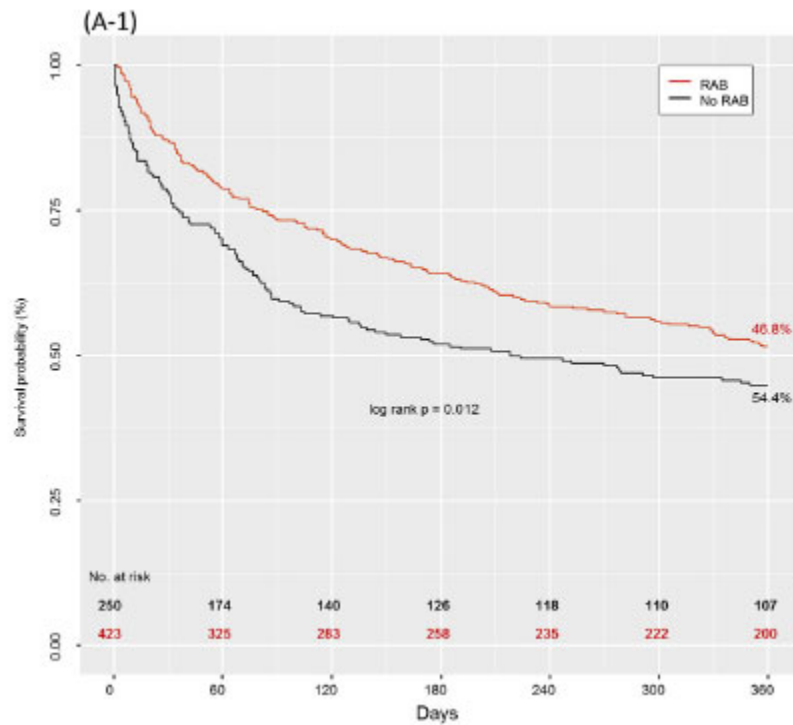 (A-1)
1.00
0.75
0.50
0.25
0.00
Survival probability (%)
RAB
No RAB
46.8%
54.4%
log rank p = 0.012
No. at risk
250 174 140 126 118 110 107
423 325 283 258 235 222 200
0 60 120 180 240 300 360
Days